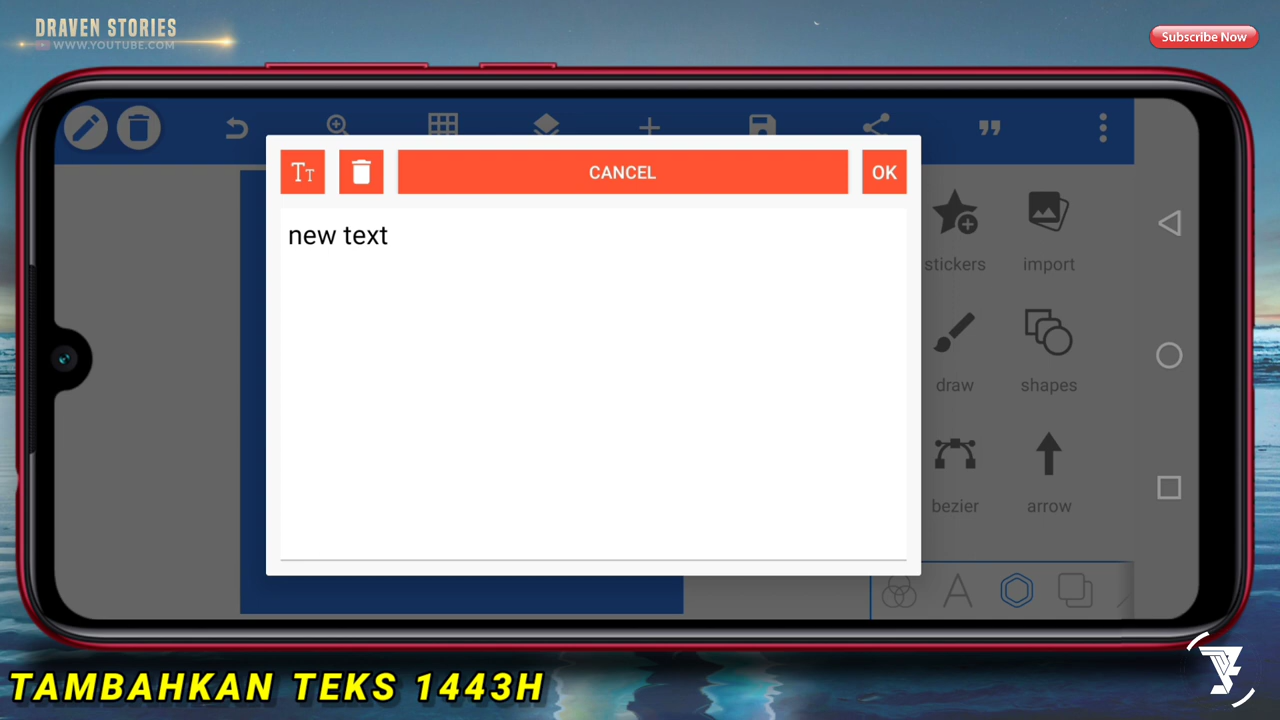 DRAVEN STORIES
WWW.YOUTUBE.COM
Subscribe Now
Tт
CANCEL
OK
new text
stickers
import
draw
shapes
bezier
arrow
TAMBAHKAN TEKS 1443H